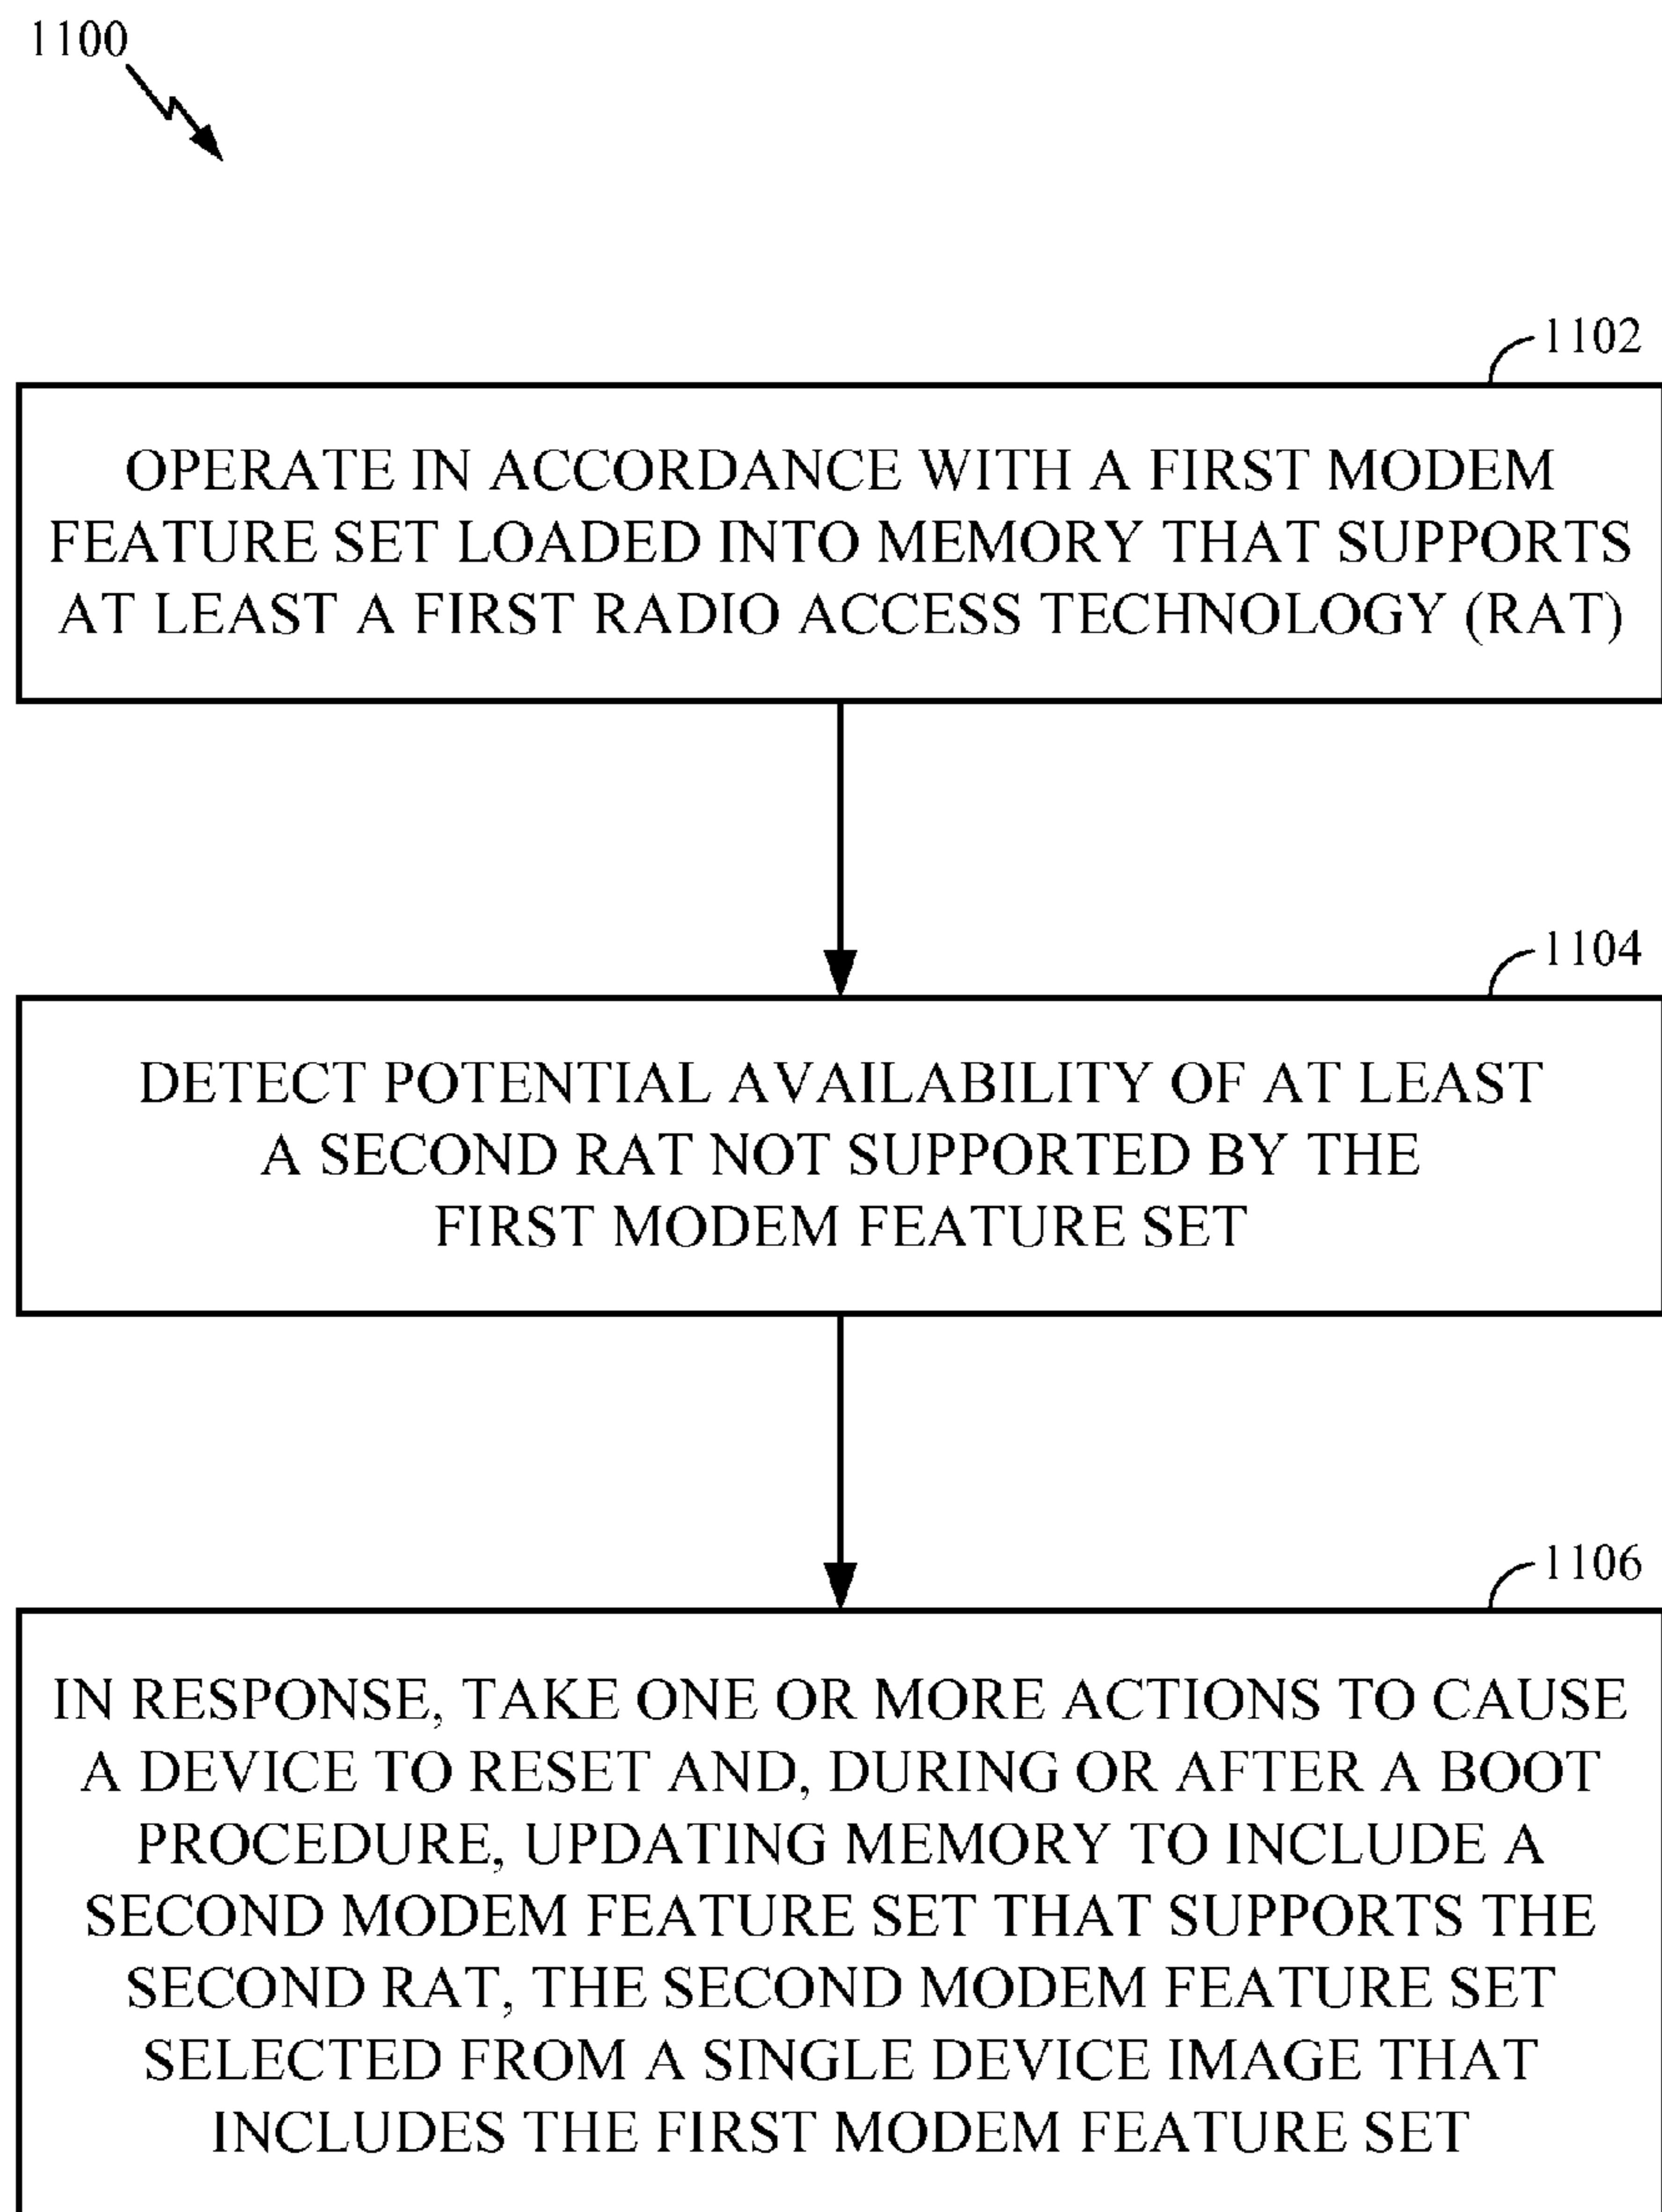 1100
1102
OPERATE IN ACCORDANCE WITH A FIRST MODEM
FEATURE SET LOADED INTO MEMORY THAT SUPPORTS
AT LEAST A FIRST RADIO ACCESS TECHNOLOGY (RAT)
1104
DETECT POTENTIAL AVAILABILITY OF AT LEAST
A SECOND RAT NOT SUPPORTED BY THE
FIRST MODEM FEATURE SET
1106
IN RESPONSE, TAKE ONE OR MORE ACTIONS TO CAUSE
A DEVICE TO RESET AND, DURING OR AFTER A BOOT
PROCEDURE, UPDATING MEMORY TO INCLUDE A
SECOND MODEM FEATURE SET THAT SUPPORTS THE
SECOND RAT, THE SECOND MODEM FEATURE SET
SELECTED FROM A SINGLE DEVICE IMAGE THAT
INCLUDES THE FIRST MODEM FEATURE SET